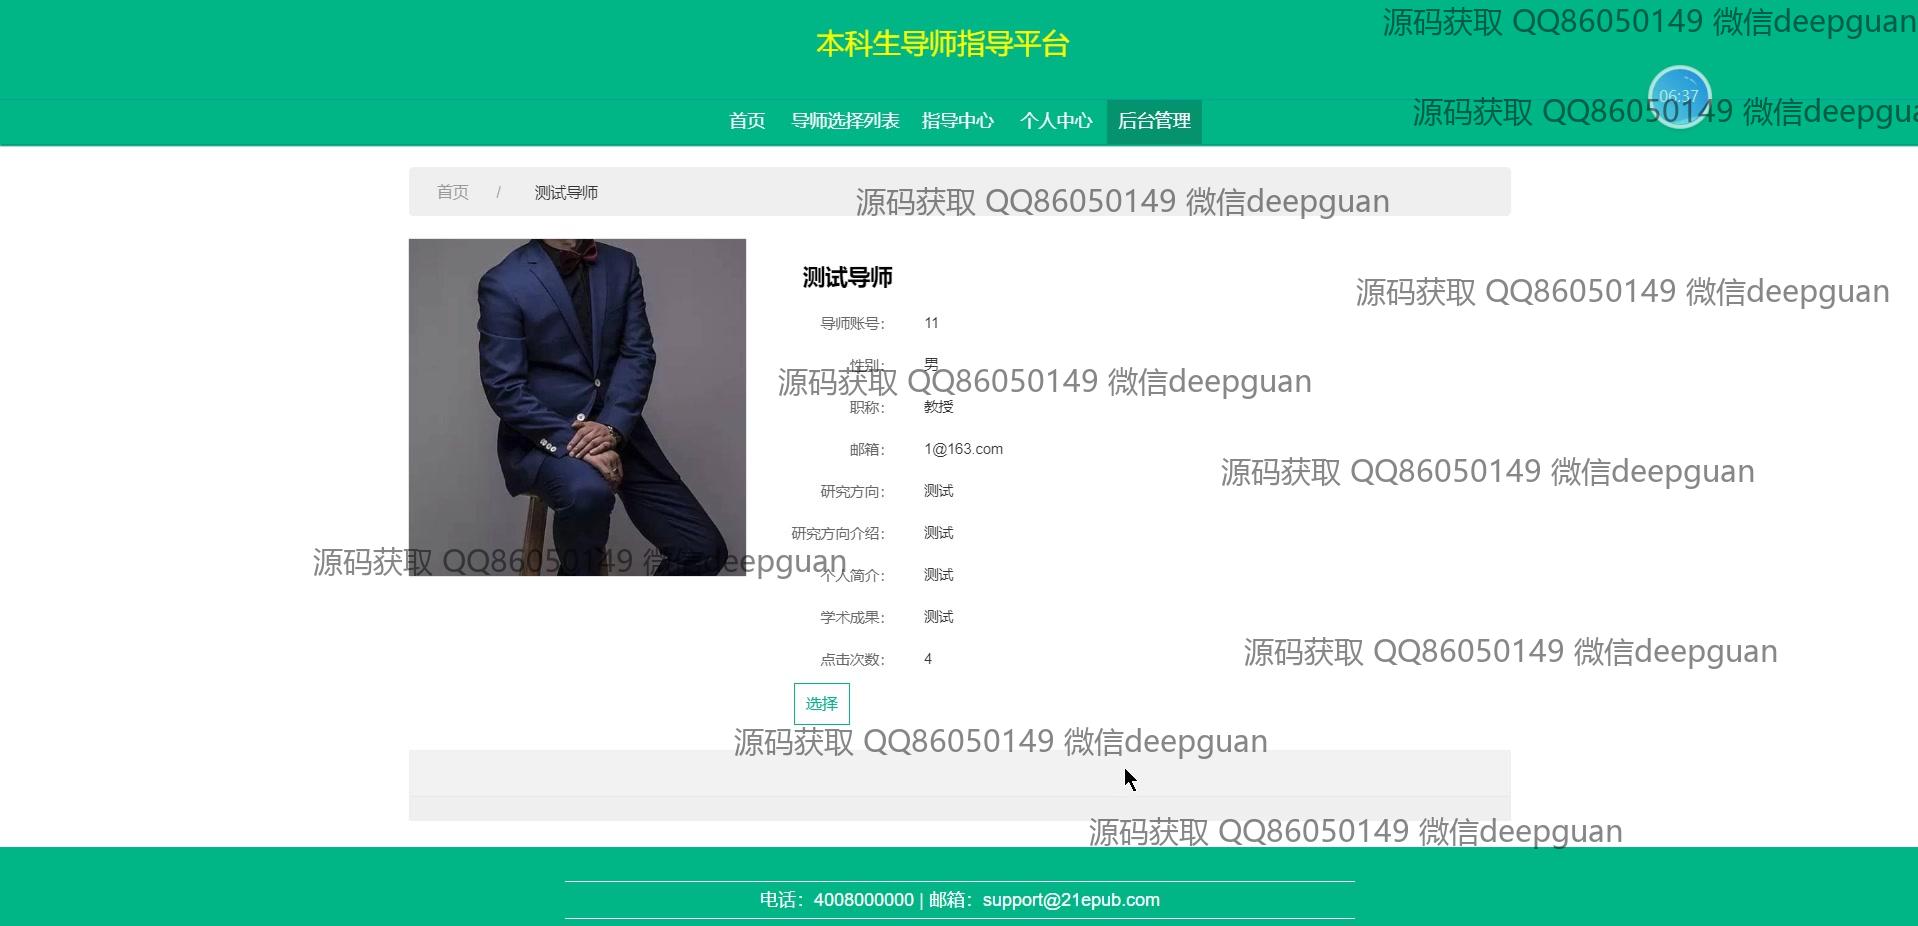 源码获取 QQ86050149 微信deepguan
本科生导师指导平台
06:37
源码获取 QQ86050149 微信deepgua
首页 导师选择列表 指导中心 个人中心 后台管理
首页 / 测试导师
源码获取 QQ86050149 微信deepguan
测试导师
源码获取 QQ86050149 微信deepguan
导师账号： 11
性别： 男
源码获取 QQ86050149 微信deepguan
职称： 教授
邮箱： 1@163.com
源码获取 QQ86050149 微信deepguan
研究方向： 测试
研究方向介绍： 测试
源码获取 QQ86050149 微信deepguan
个人简介： 测试
学术成果： 测试
源码获取 QQ86050149 微信deepguan
点击次数： 4
选择
源码获取 QQ86050149 微信deepguan
源码获取 QQ86050149 微信deepguan
电话：4008000000 | 邮箱：support@21epub.com